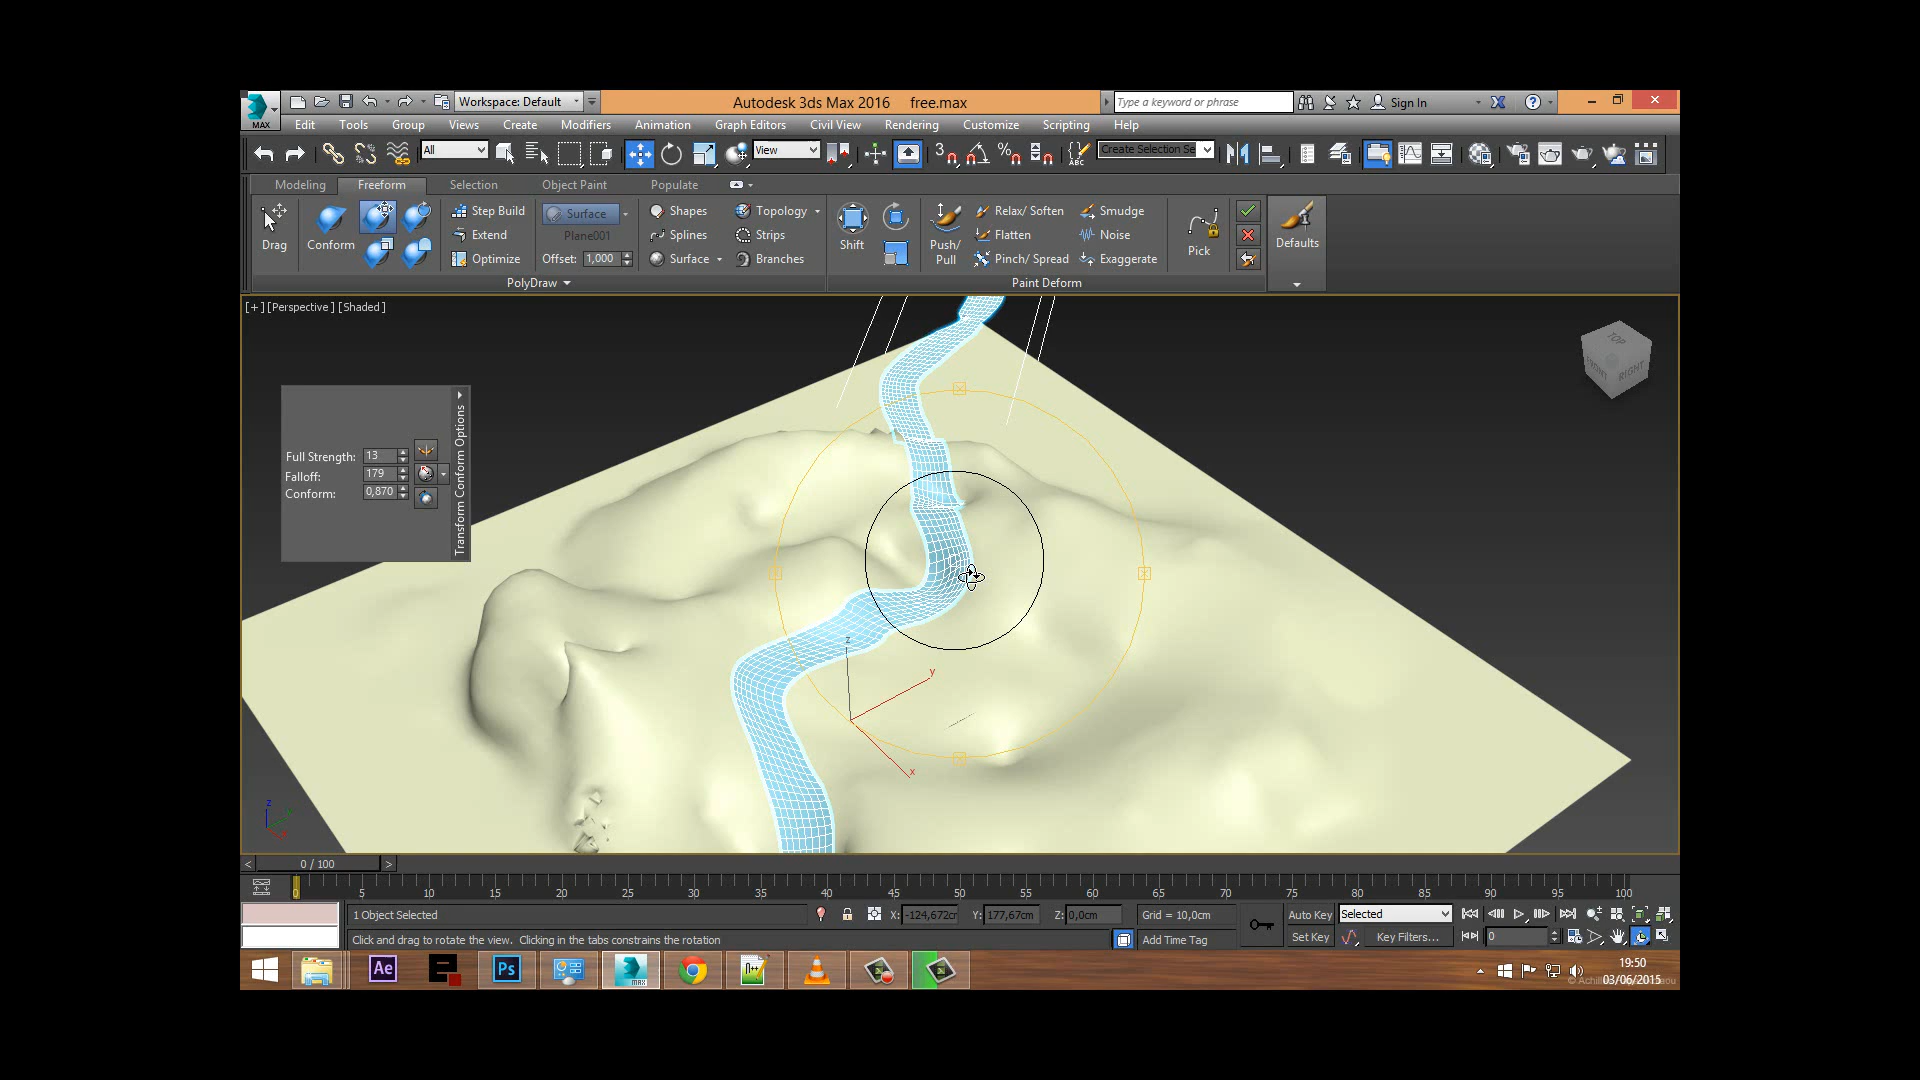 MAX
Workspace: Default
Autodesk 3ds Max 2016 free.max
Type a keyword or phrase
Sign In
Edit Tools Group Views Create Modifiers Animation Graph Editors Civil View Rendering Customize Scripting Help
All
View
3
%
ABC
Create Selection Se
Modeling Freeform Selection Object Paint Populate
Drag
Conform
Step Build
Extend
Optimize
Surface
Plane001
Offset: 1,000
Shapes
Splines
Surface
Topology
Strips
Branches
PolyDraw
Shift
Push/
Pull
Relax/ Soften
Flatten
Pinch/ Spread
Smudge
Noise
Exaggerate
Paint Deform
Pick
Defaults
[+] [Perspective ] [Shaded ]
TOP
FRONT
RIGHT
Full Strength: 13
Falloff: 179
Conform: 0,870
Transform Conform Options
z
y
x
z
0 / 100
0 5 10 15 20 25 30 35 40 45 50 55 60 65 70 75 80 85 90 95 100
1 Object Selected
X: -124,672cr
Y: 177,67cm
Z: 0,0cm
Grid = 10,0cm
Auto Key
Selected
Click and drag to rotate the view. Clicking in the tabs constrains the rotation
Add Time Tag
Set Key
Key Filters...
0
Ae
Ps
MAX
19:50
03/06/2015